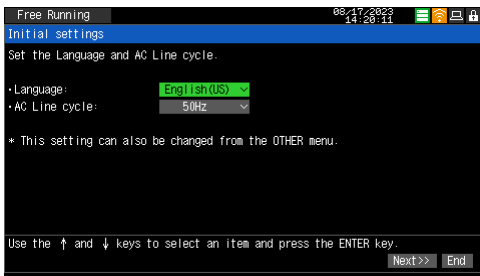 Free Running
08/17/2023
14:20:11
Initial settings
Set the Language and AC Line cycle.
・Language: English(US)
・AC Line cycle: 50Hz
* This setting can also be changed from the OTHER menu.
Use the ↑ and ↓ keys to select an item and press the ENTER key.
Next>> End